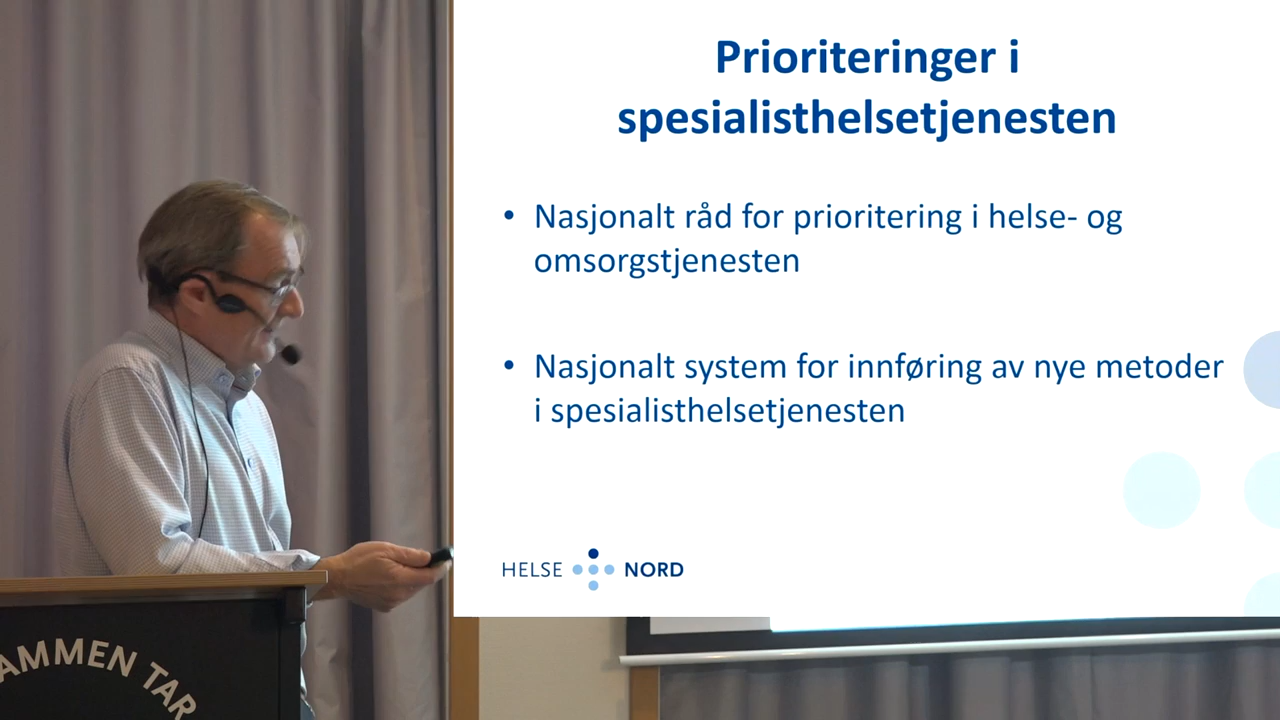 Prioriteringer i
spesialisthelsetjenesten
• Nasjonalt råd for prioritering i helse- og
omsorgstjenesten
• Nasjonalt system for innføring av nye metoder
i spesialisthelsetjenesten
HELSE NORD
AMMEN TAR